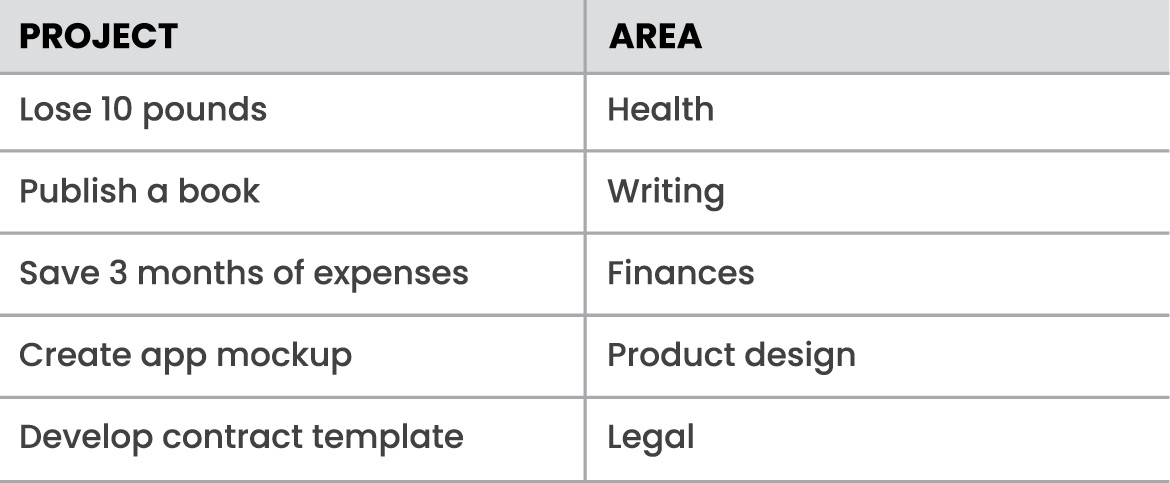 PROJECT AREA
Lose 10 pounds Health
Publish a book Writing
Save 3 months of expenses Finances
Create app mockup Product design
Develop contract template Legal